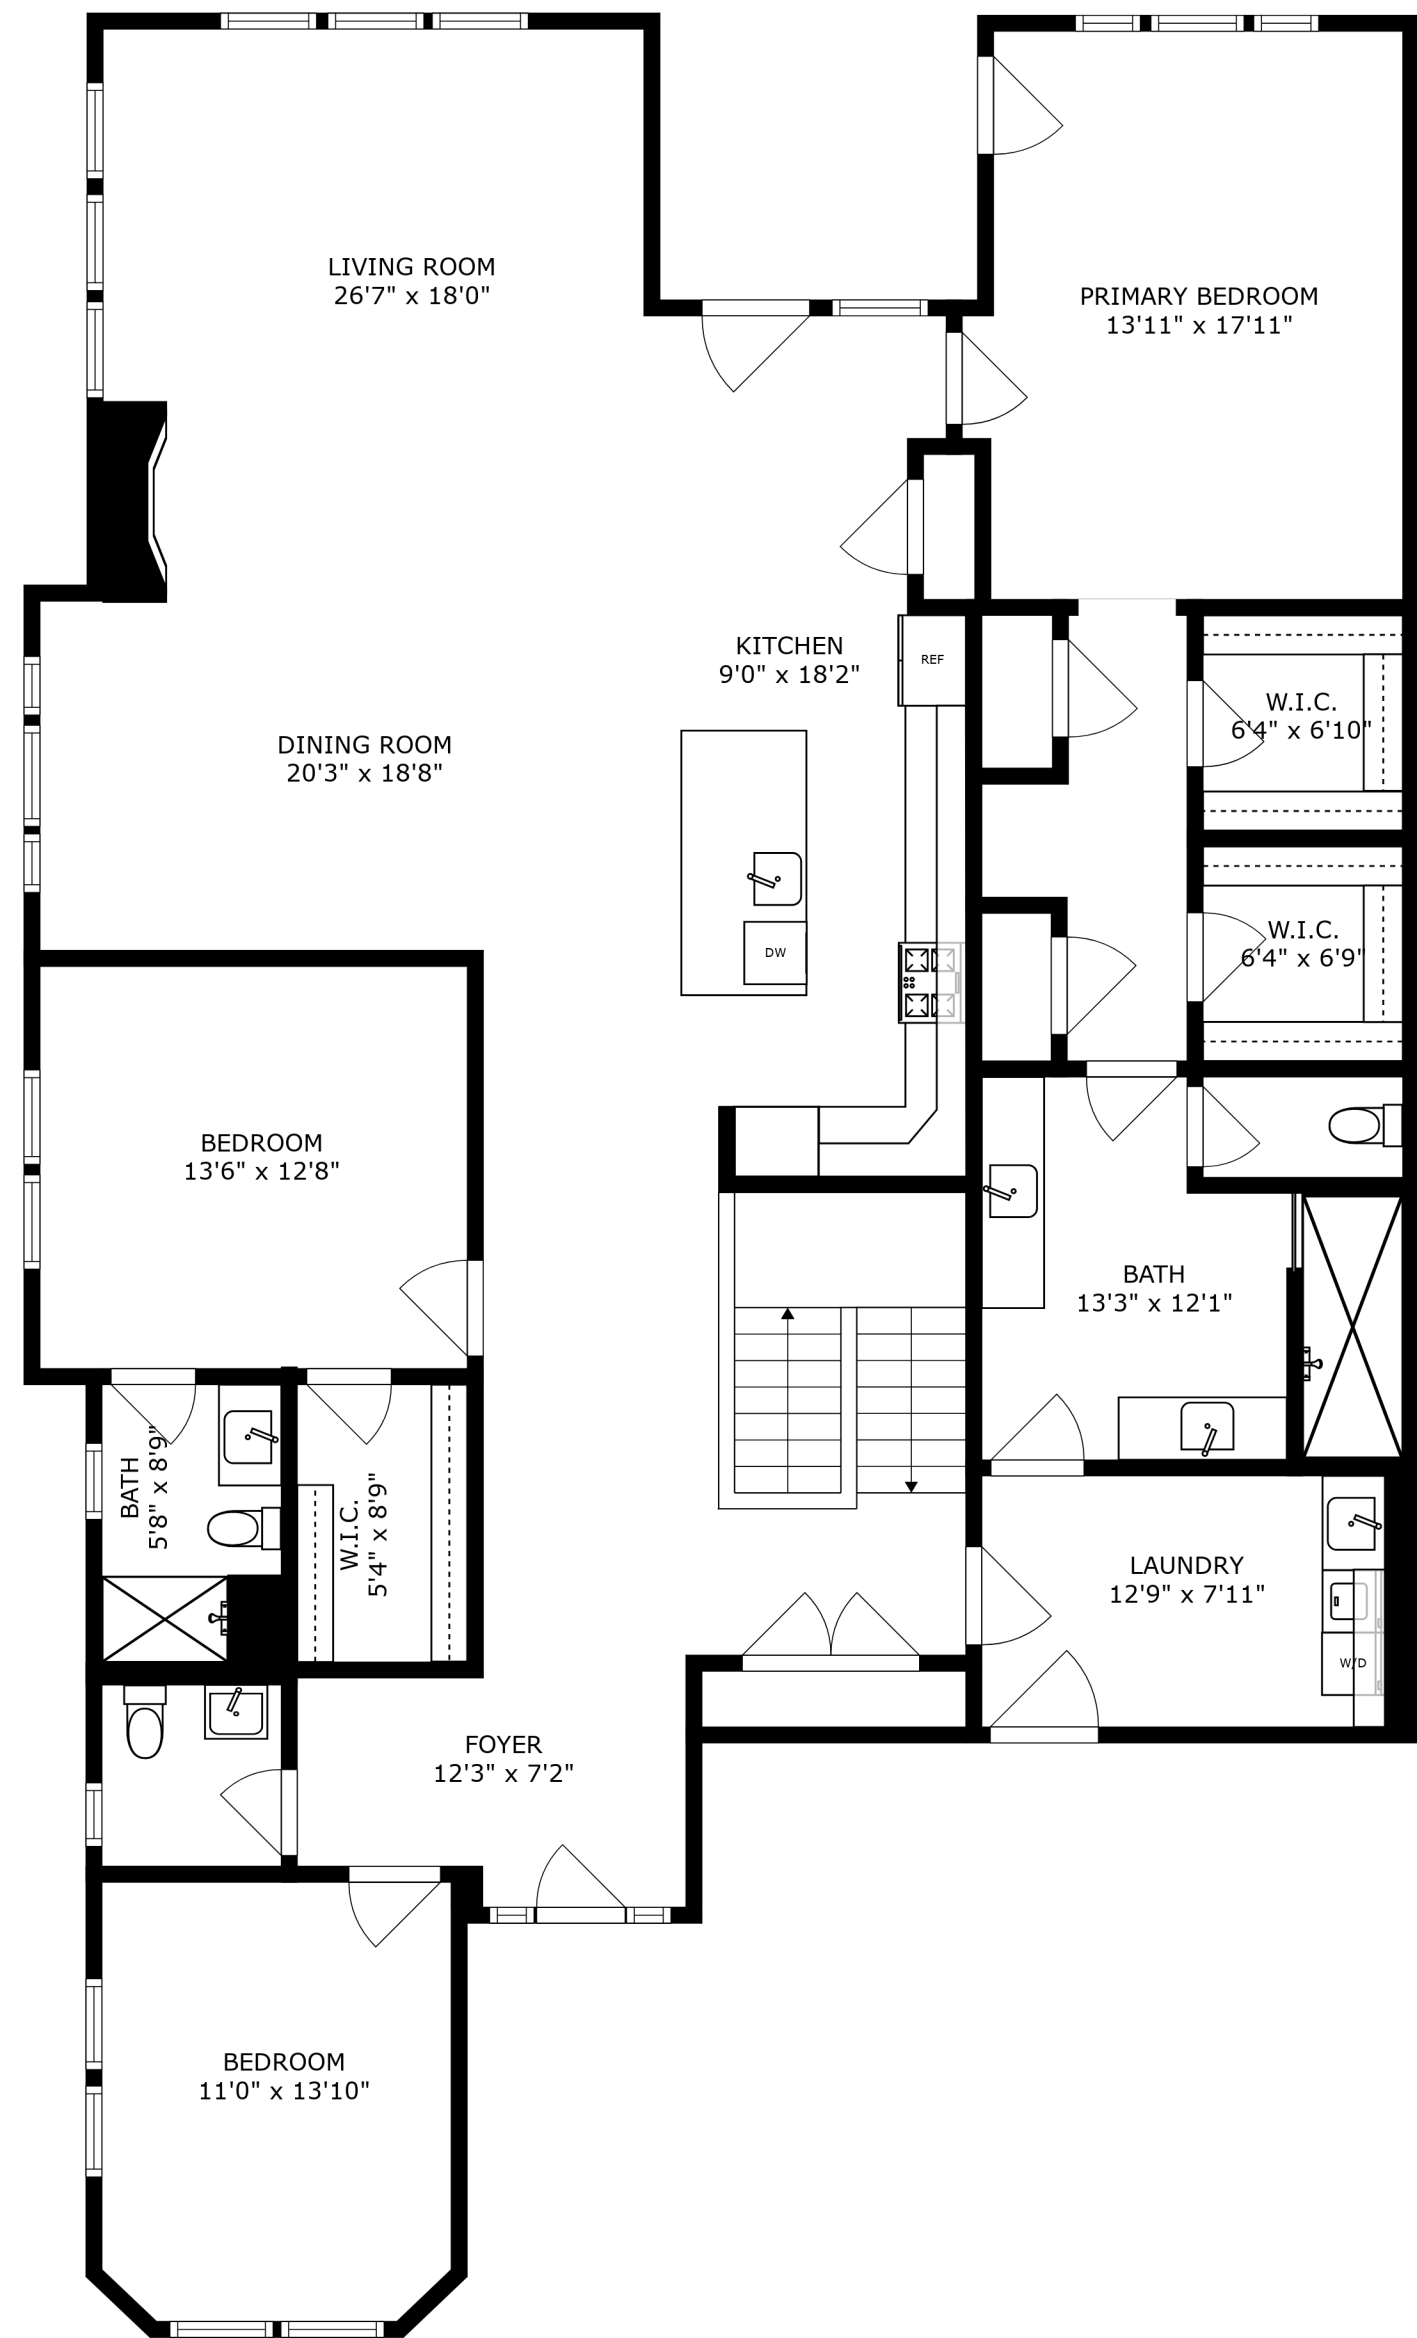 LIVING ROOM
26'7" x 18'0"
PRIMARY BEDROOM
13'11" x 17'11"
KITCHEN
9'0" x 18'2"
REF
W.I.C.
6'4" x 6'10"
DINING ROOM
20'3" x 18'8"
DW
W.I.C.
6'4" x 6'9"
BEDROOM
13'6" x 12'8"
BATH
13'3" x 12'1"
BATH
5'8" x 8'9"
W.I.C.
5'4" x 8'9"
LAUNDRY
12'9" x 7'11"
W/D
FOYER
12'3" x 7'2"
BEDROOM
11'0" x 13'10"